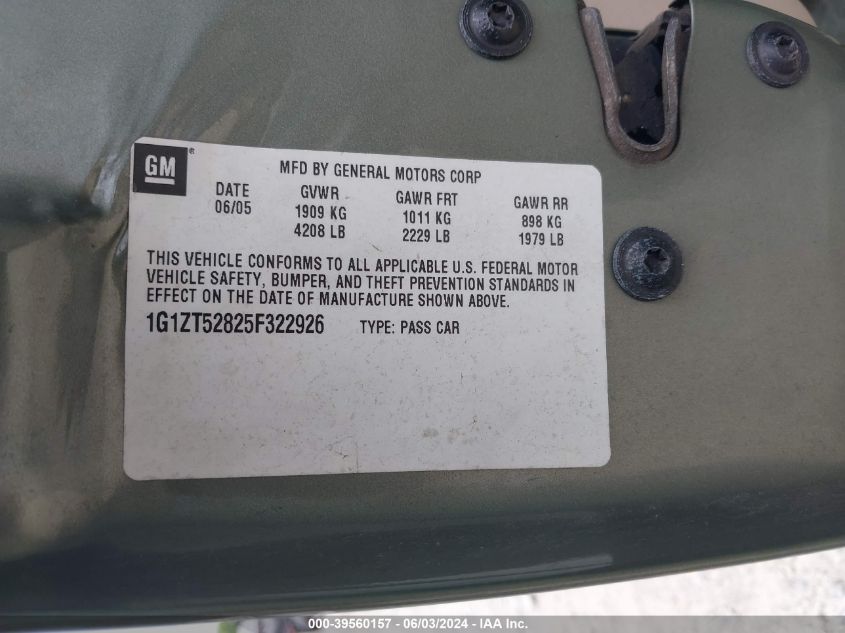 GM
MFD BY GENERAL MOTORS CORP
DATE GVWR GAWR FRT GAWR RR
06/05 1909 KG 1011 KG 898 KG
4208 LB 2229 LB 1979 LB
THIS VEHICLE CONFORMS TO ALL APPLICABLE U.S. FEDERAL MOTOR
VEHICLE SAFETY, BUMPER, AND THEFT PREVENTION STANDARDS IN
EFFECT ON THE DATE OF MANUFACTURE SHOWN ABOVE.
1G1ZT52825F322926 TYPE: PASS CAR
000-39560157 - 06/03/2024 - IAA Inc.